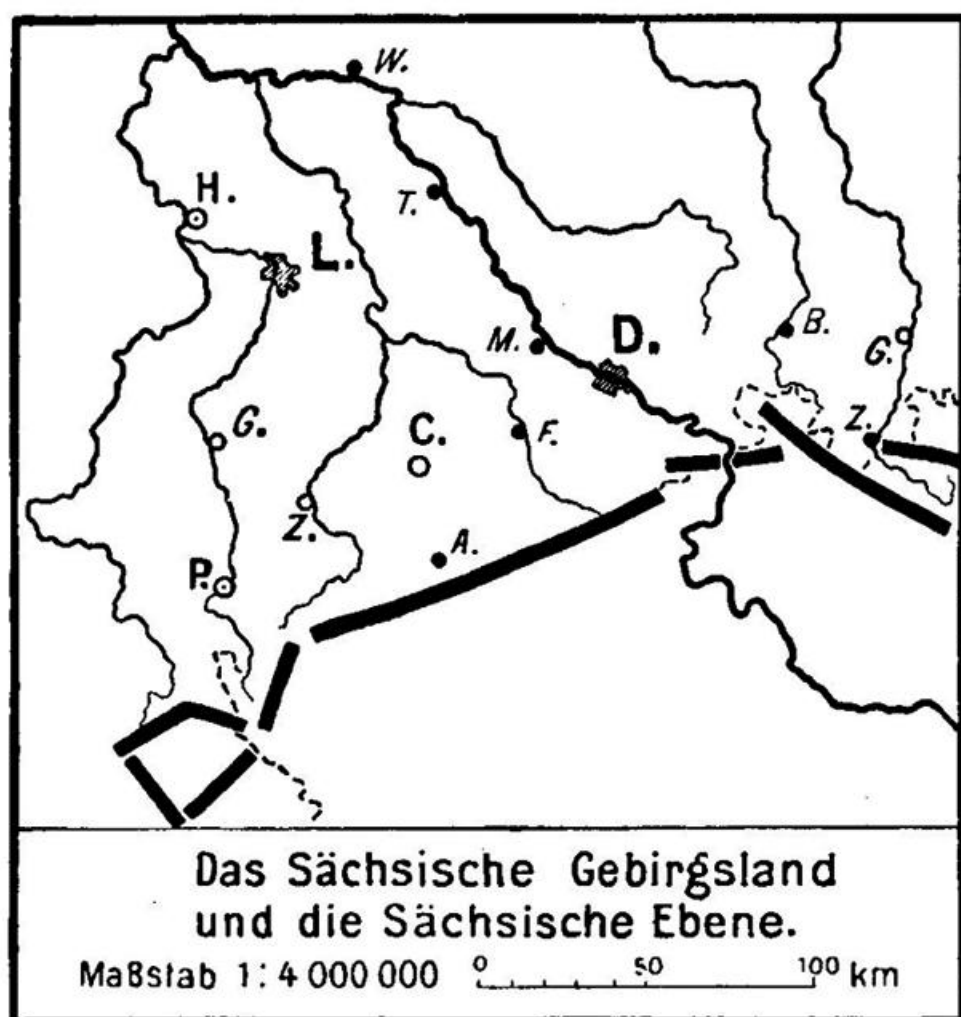 W.
H.
T.
L.
M.
D.
B.
G.
G.
C.
F.
Z.
Z.
A.
P.
Das Sächsische Gebirgsland
und die Sächsische Ebene.
Maßstab 1:4 000 000 0 50 100 km